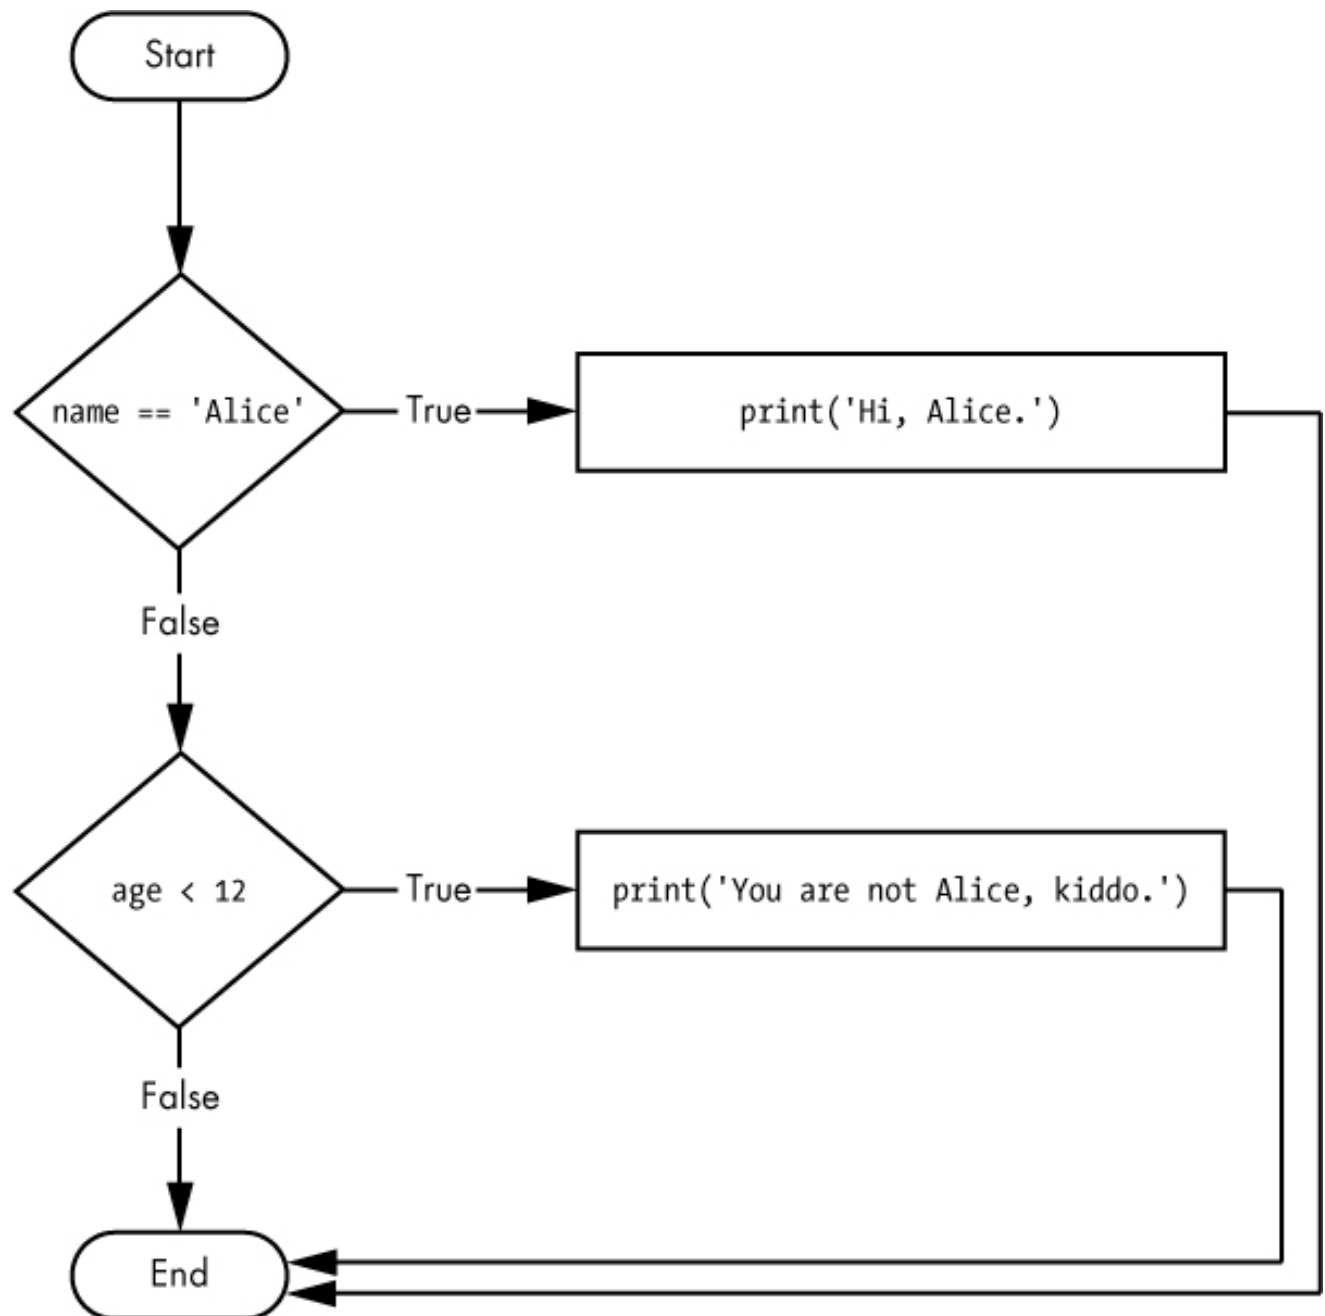 Start
name == 'Alice'
True
print('Hi, Alice.')
False
age < 12
True
print('You are not Alice, kiddo.')
False
End